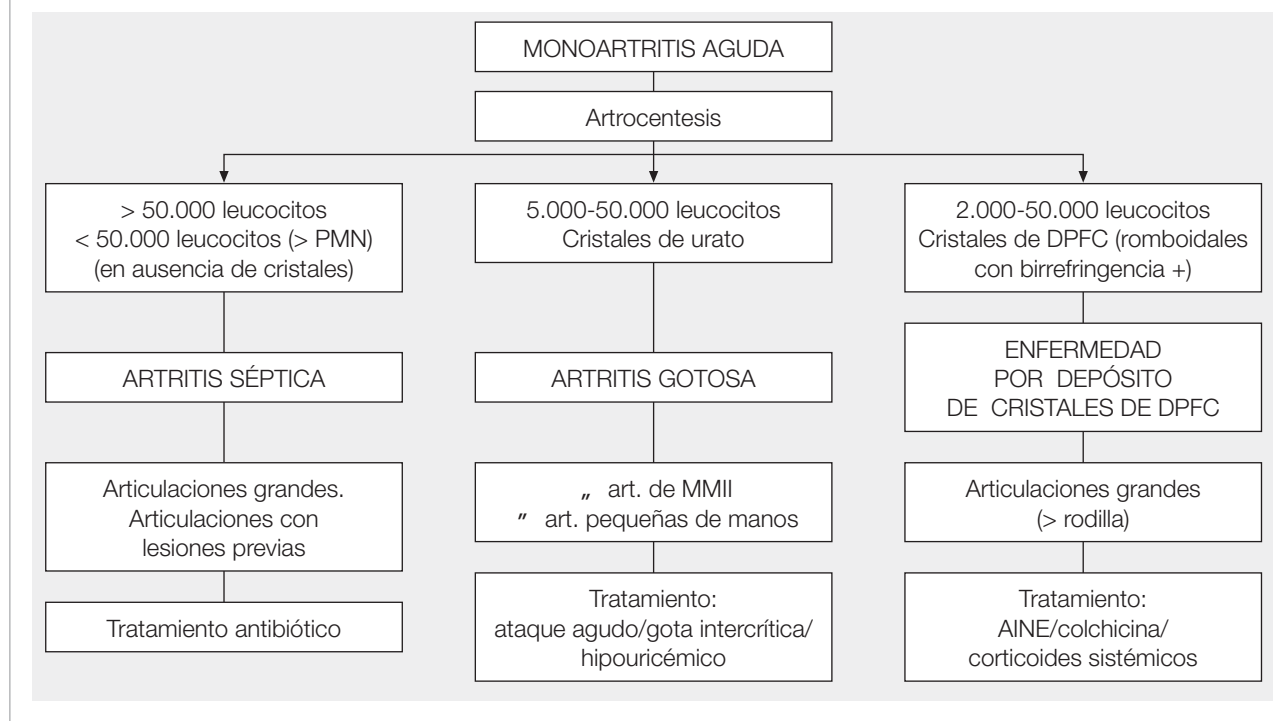 MONOARTRITIS AGUDA
Artrocentesis
> 50.000 leucocitos
< 50.000 leucocitos (> PMN)
(en ausencia de cristales)
5.000-50.000 leucocitos
Cristales de urato
2.000-50.000 leucocitos
Cristales de DPFC (romboidales
con birrefringencia +)
ARTRITIS SÉPTICA
ARTRITIS GOTOSA
ENFERMEDAD
POR DEPÓSITO
DE CRISTALES DE DPFC
Articulaciones grandes.
Articulaciones con
lesiones previas
„ art. de MMII
" art. pequeñas de manos
Articulaciones grandes
(> rodilla)
Tratamiento antibiótico
Tratamiento:
ataque agudo/gota intercrítica/
hipouricémico
Tratamiento:
AINE/colchicina/
corticoides sistémicos